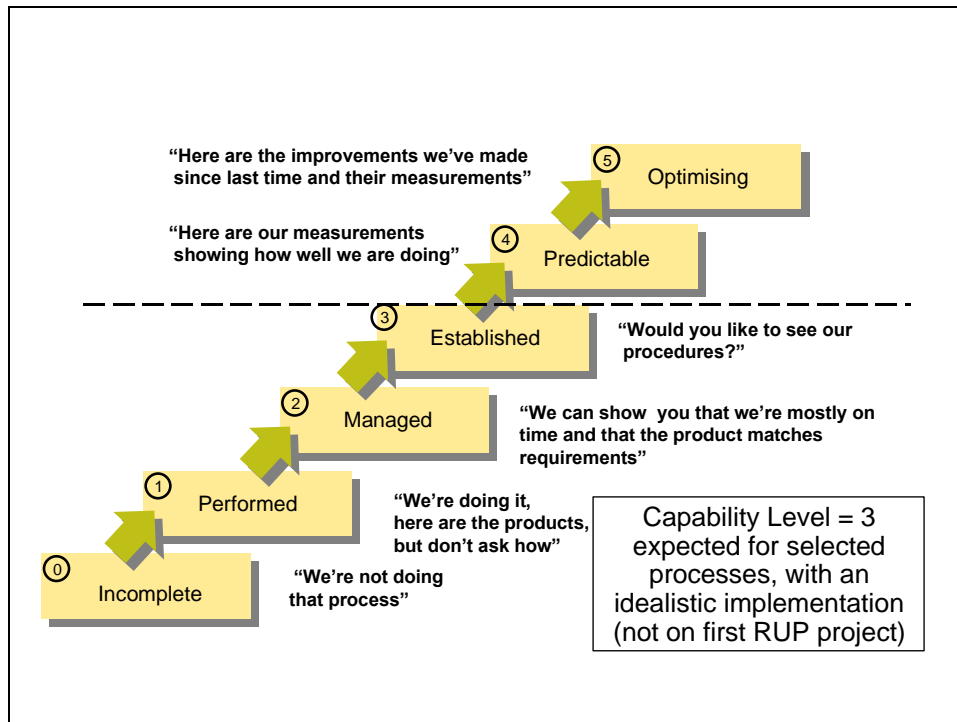 “Here are the improvements we’ve made
since last time and their measurements”
5
Optimising
“Here are our measurements
showing how well we are doing”
4
Predictable
3
Established
“Would you like to see our
procedures?”
2
Managed
“We can show  you that we’re mostly on
time and that the product matches
requirements”
1
Performed
“We’re doing it,
here are the products,
but don’t ask how”
0
Incomplete
“We’re not doing
that process”
Capability Level = 3
expected for selected
processes, with an
idealistic implementation
(not on first RUP project)